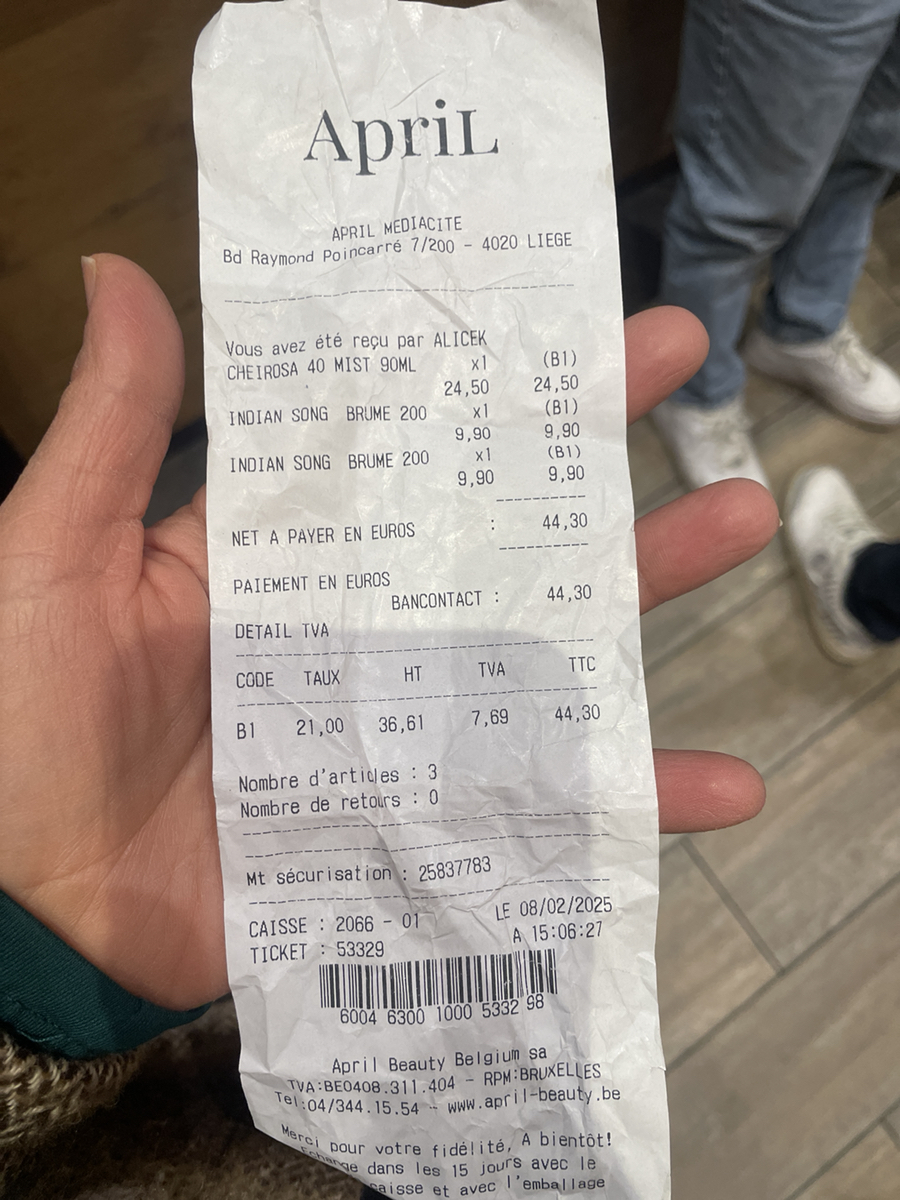 ApriL
APRIL MEDIACITE
Bd Raymond Poincarré 7/200 - 4020 LIEGE
Vous avez été reçu par ALICEK
CHEIROSA 40 MIST 90ML x1 (B1)
24,50 24,50
INDIAN SONG BRUME 200 x1 (B1)
9,90 9,90
INDIAN SONG BRUME 200 x1 (B1)
9,90 9,90
NET A PAYER EN EUROS : 44,30
PAIEMENT EN EUROS
BANCONTACT : 44,30
DETAIL TVA
CODE TAUX HT TVA TTC
B1 21,00 36,61 7,69 44,30
Nombre d'articles : 3
Nombre de retours : 0
Mt sécurisation : 25837783
CAISSE : 2066 - 01 LE 08/02/2025
TICKET : 53329 A 15:06:27
6004 6300 1000 5332 98
April Beauty Belgium sa
TVA:BE0408.311.404 - RPM:BRUXELLES
Tel:04/344.15.54 - www.april-beauty.be
Merci pour votre fidélité, A bientôt!
Echange dans les 15 jours avec le
caisse et avec l'emballage